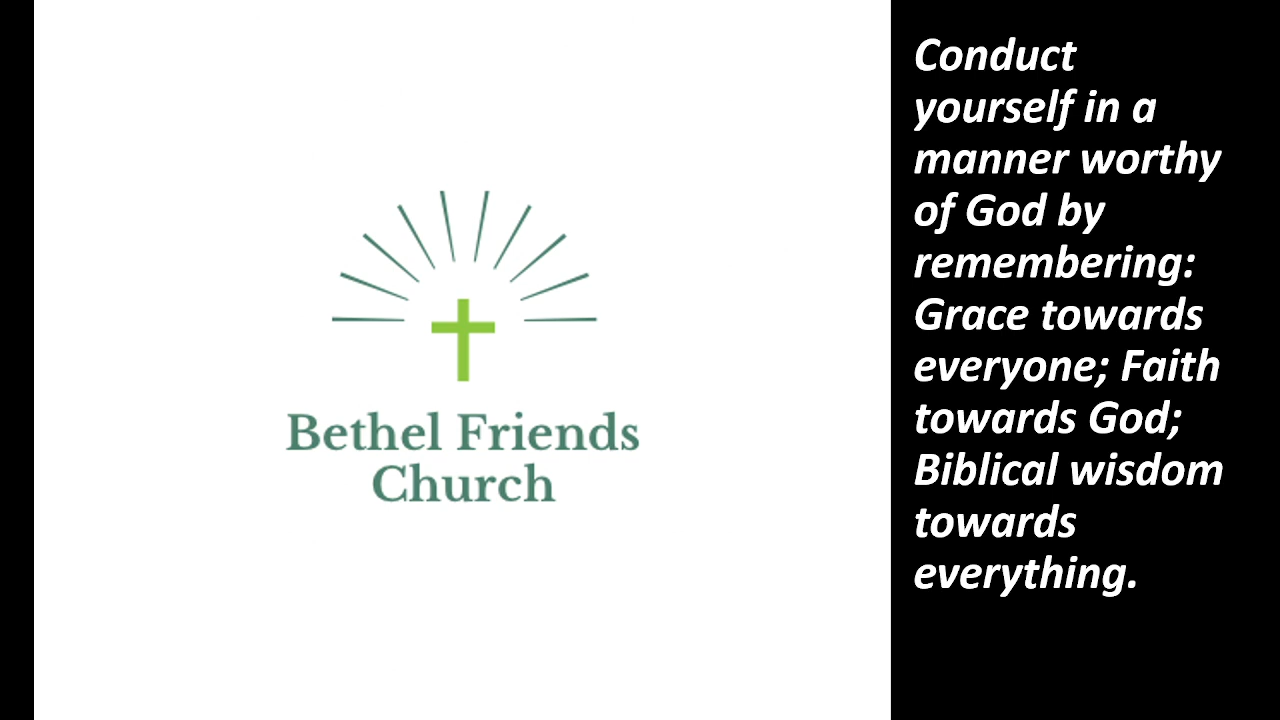 Bethel Friends
Church
Conduct
yourself in a
manner worthy
of God by
remembering:
Grace towards
everyone; Faith
towards God;
Biblical wisdom
towards
everything.